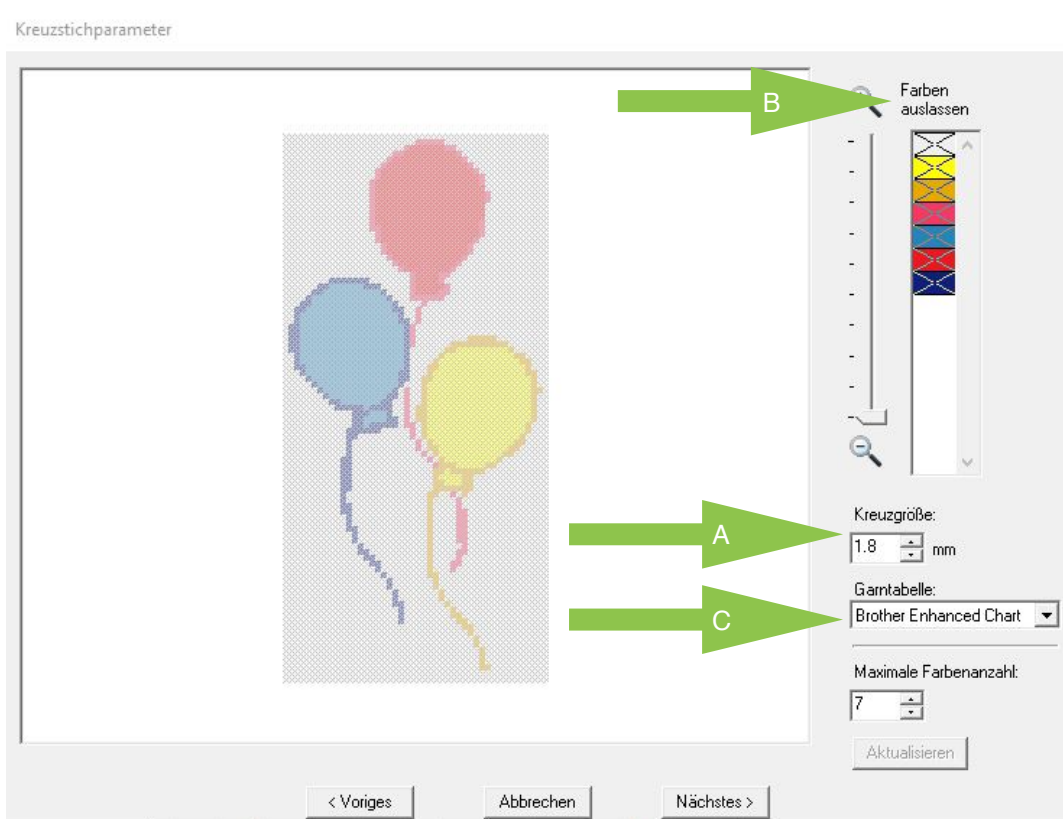 Kreuzstichparameter
B
Farben
auslassen
A
Kreuzgröße:
1.8 mm
Garntabelle:
C
Brother Enhanced Chart
Maximale Farbenanzahl:
7
Aktualisieren
< Voriges
Abbrechen
Nächstes >